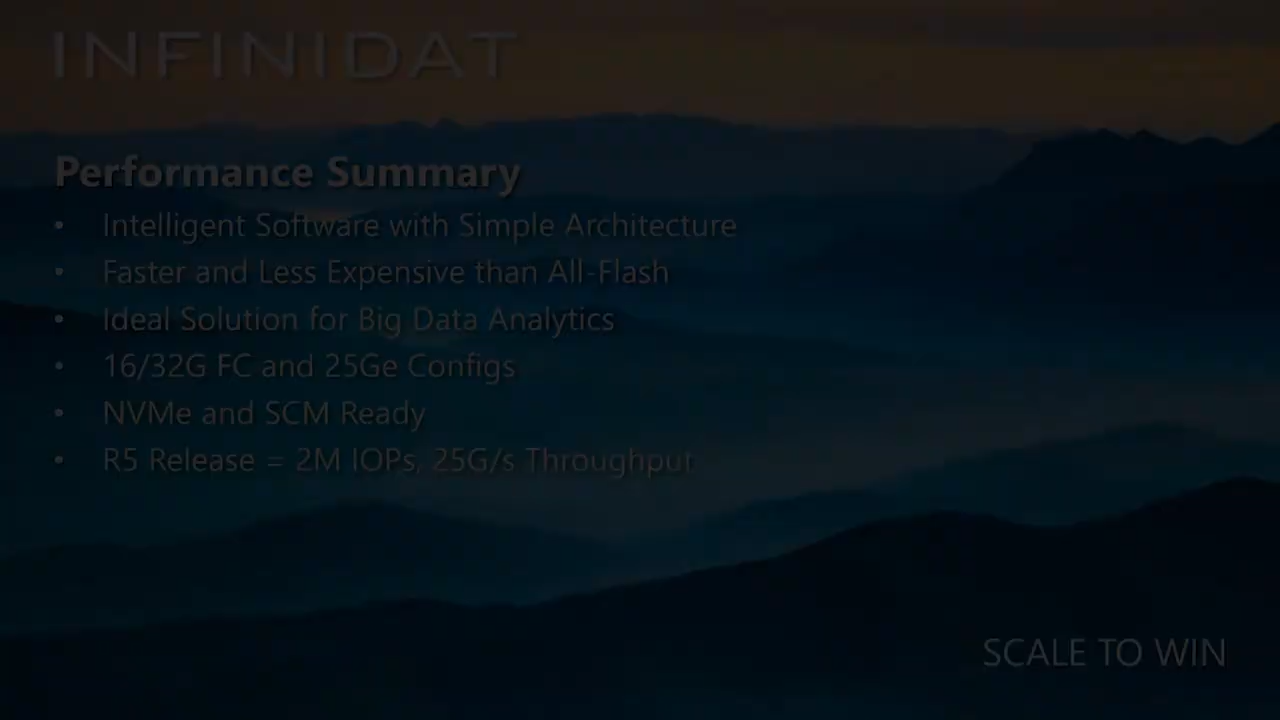 INFINIDAT
Performance Summary
• Intelligent Software with Simple Architecture
• Faster and Less Expensive than All-Flash
• Ideal Solution for Big Data Analytics
• 16/32G FC and 25Ge Configs
• NVMe and SCM Ready
• R5 Release = 2M IOPs, 25G/s Throughput
SCALE TO WIN